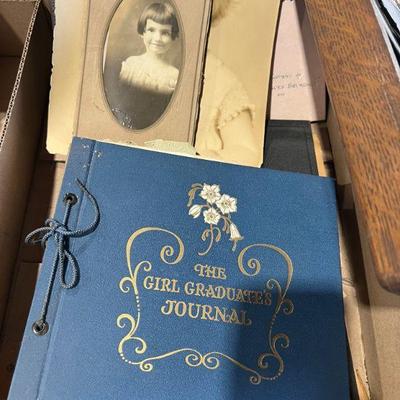 THE
GIRL GRADUATE'S
JOURNAL